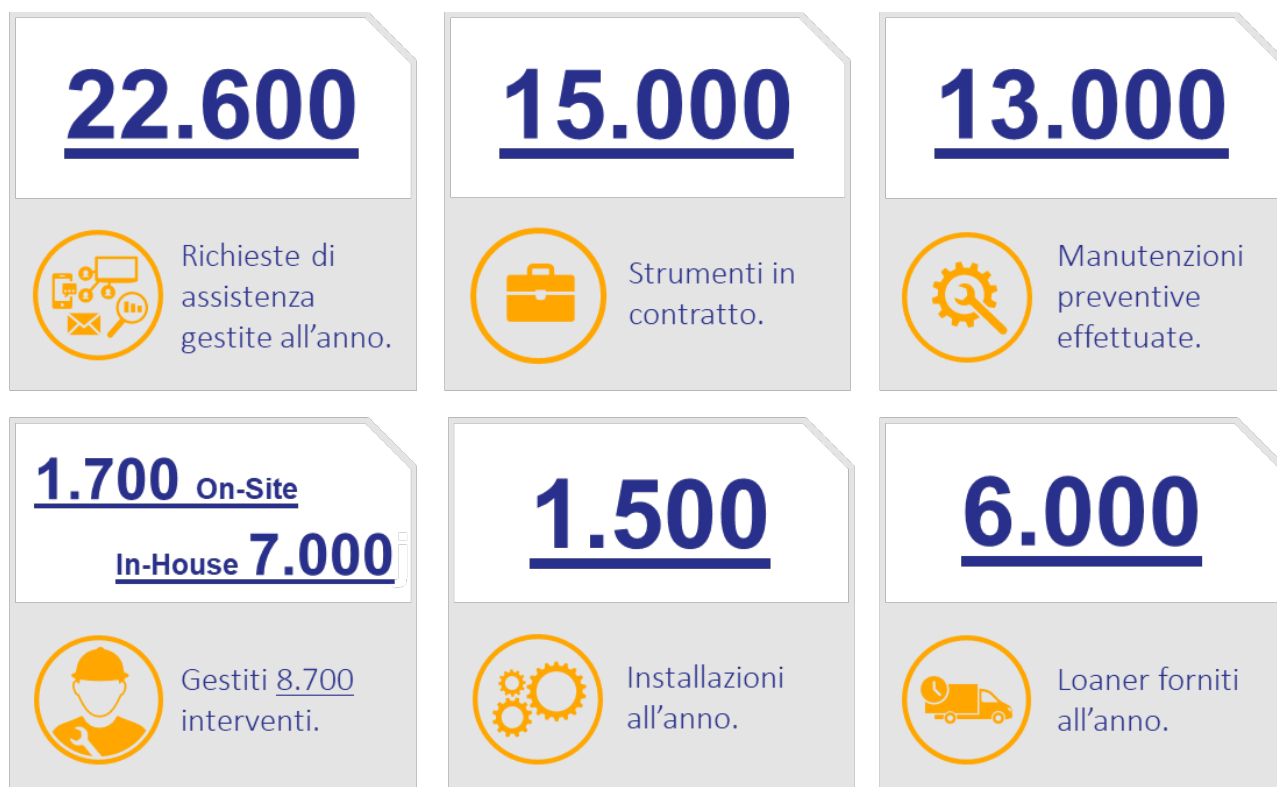 22.600
Richieste di
assistenza
gestite all’anno.
15.000
Strumenti in
contratto.
13.000
Manutenzioni
preventive
effettuate.
1.700 On-Site
In-House 7.000
Gestiti 8.700
interventi.
1.500
Installazioni
all’anno.
6.000
Loaner forniti
all’anno.